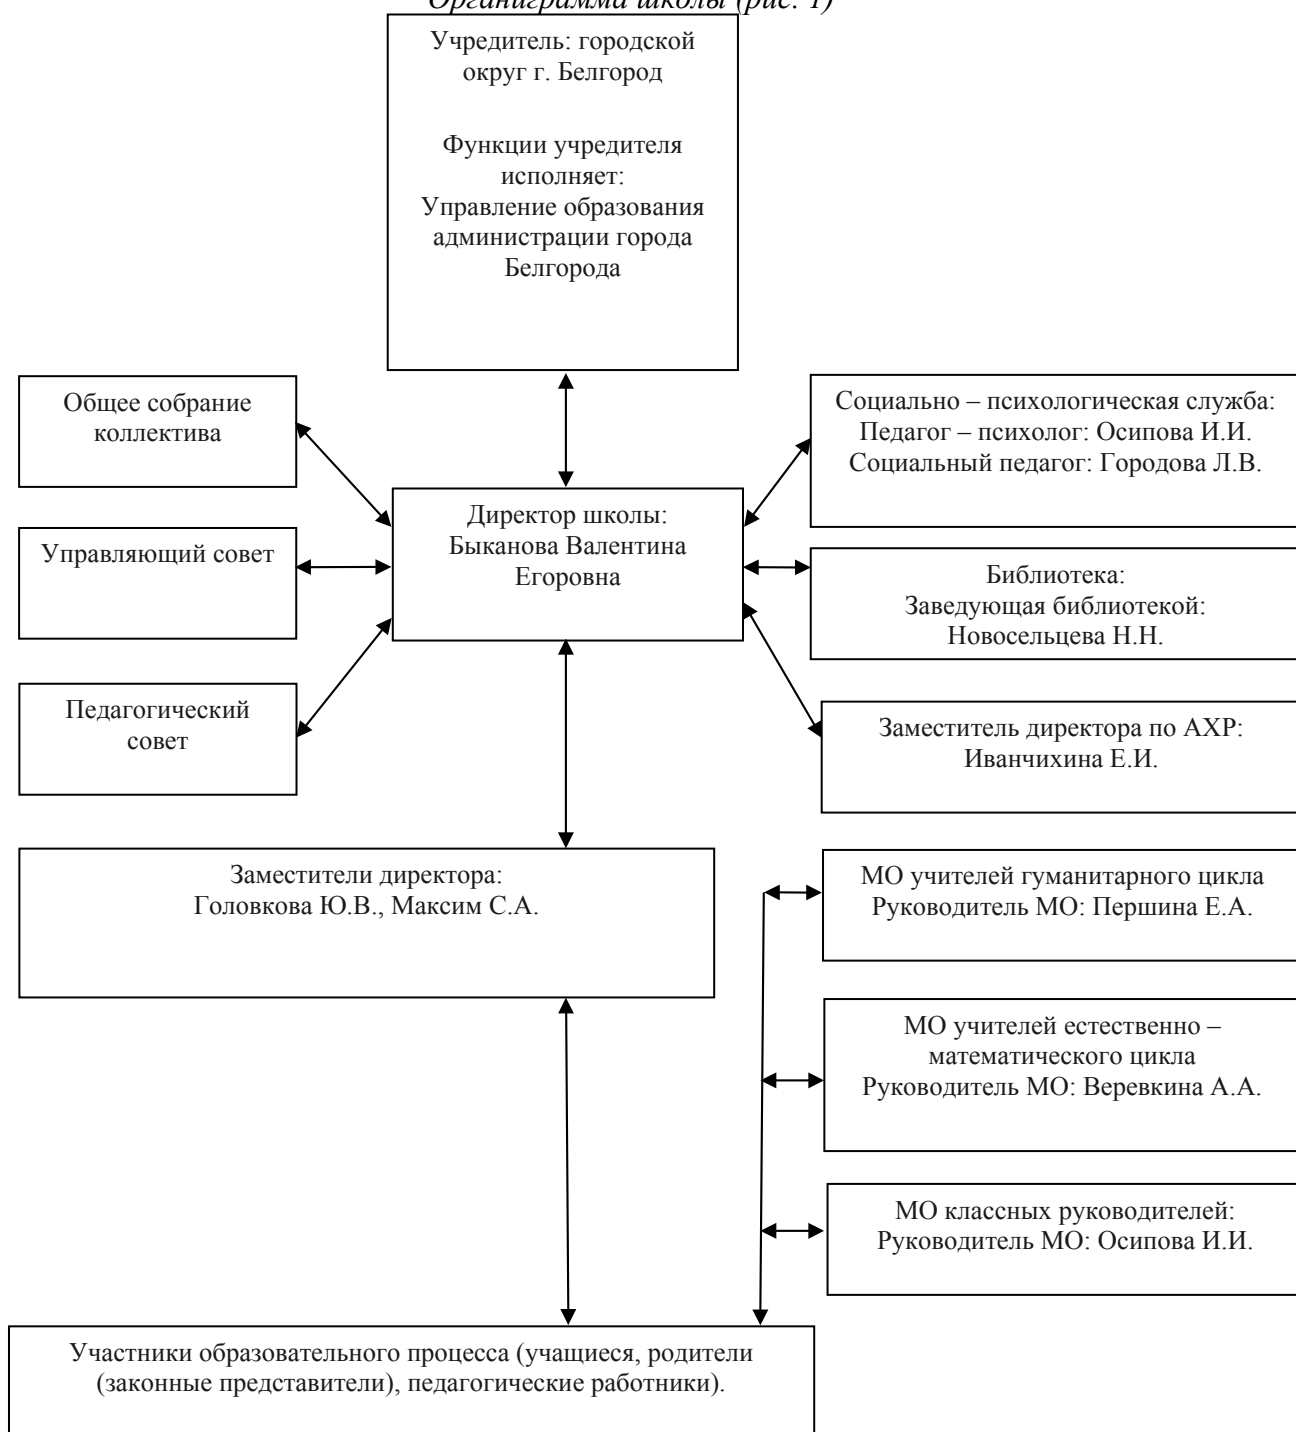 Органиграмма школы (рис. 1)
Учредитель: городской
округ г. Белгород
Функции учредителя
исполняет:
Управление образования
администрации города
Белгорода
Общее собрание
коллектива
Социально – психологическая служба:
Педагог – психолог: Осипова И.И.
Социальный педагог: Городова Л.В.
Директор школы:
Быканова Валентина
Егоровна
Управляющий совет
Библиотека:
Заведующая библиотекой:
Новосельцева Н.Н.
Педагогический
совет
Заместитель директора по АХР:
Иванчихина Е.И.
Заместители директора:
Головкова Ю.В., Максим С.А.
МО учителей гуманитарного цикла
Руководитель МО: Першина Е.А.
МО учителей естественно –
математического цикла
Руководитель МО: Веревкина А.А.
МО классных руководителей:
Руководитель МО: Осипова И.И.
Участники образовательного процесса (учащиеся, родители
(законные представители), педагогические работники).